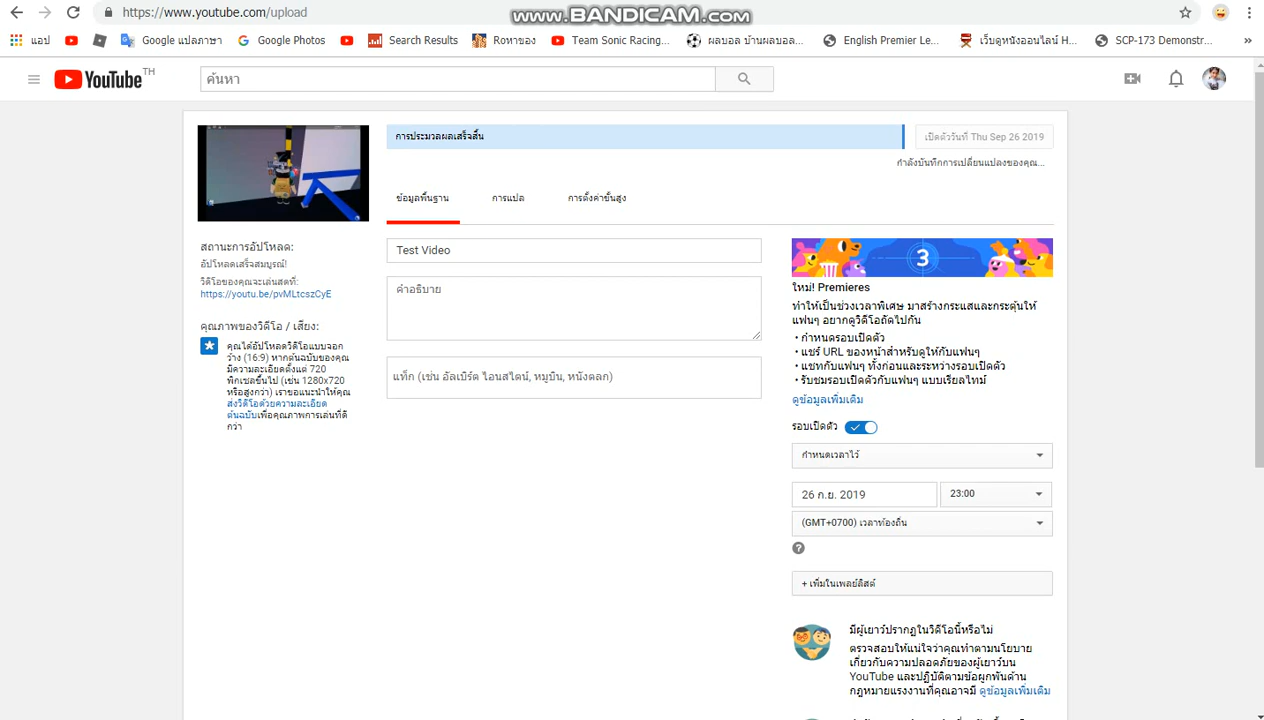 https://www.youtube.com/upload
www.BANDICAM.com
แอป
Google แปลภาษา
Google Photos
Search Results
Romาของ
Team Sonic Racing...
ผลบอล บ้านผลบอล...
English Premier Le...
เว็บดูหนังออนไลน์ H...
SCP-173 Demonstr...
»
YouTube TH
ค้นหา
การประมวลผลเสร็จสิ้น
เปิดตัววันที่ Thu Sep 26 2019
กำลังบันทึกการเปลี่ยนแปลงของคุณ...
ข้อมูลพื้นฐาน
การแปล
การตั้งค่าขั้นสูง
สถานะการอัปโหลด:
อัปโหลดเสร็จสมบูรณ์!
วิดีโอของคุณจะเล่นสดที่:
https://youtu.be/pvMLtcszCyE
คุณภาพของวิดีโอ / เสียง:
คุณได้อัปโหลดวิดีโอแบบจอก
ว้าง (16:9) หากต้นฉบับของคุณ
มีความละเอียดตั้งแต่ 720
พิกเซลขึ้นไป (เช่น 1280x720
หรือสูงกว่า) เราขอแนะนำให้คุณ
ส่งวิดีโอด้วยความละเอียด
ต้นฉบับเพื่อคุณภาพการเล่นที่ดี
กว่า
Test Video
คำอธิบาย
แท็ก (เช่น อัลเบิร์ต ไอนสไตน์, หมูบิน, หนังตลก)
3
ใหม่! Premieres
ทำให้เป็นช่วงเวลาพิเศษ มาสร้างกระแสและกระตุ้นให้
แฟนๆ อยากดูวิดีโอถัดไปกัน
• กำหนดรอบเปิดตัว
• แชร์ URL ของหน้าสำหรับดูให้กับแฟนๆ
• แชทกับแฟนๆ ทั้งก่อนและระหว่างรอบเปิดตัว
• รับชมรอบเปิดตัวกับแฟนๆ แบบเรียลไทม์
ดูข้อมูลเพิ่มเติม
รอบเปิดตัว
กำหนดเวลาไว้
26 ก.ย. 2019
23:00
(GMT+0700) เวลาท้องถิ่น
?
+ เพิ่มในเพลย์ลิสต์
มีผู้เยาว์ปรากฏในวิดีโอนี้หรือไม่
ตรวจสอบให้แน่ใจว่าคุณทำตามนโยบาย
เกี่ยวกับความปลอดภัยของผู้เยาว์บน
YouTube และปฏิบัติตามข้อผูกพันด้าน
กฎหมายแรงงานที่คุณอาจมี ดูข้อมูลเพิ่มเติม